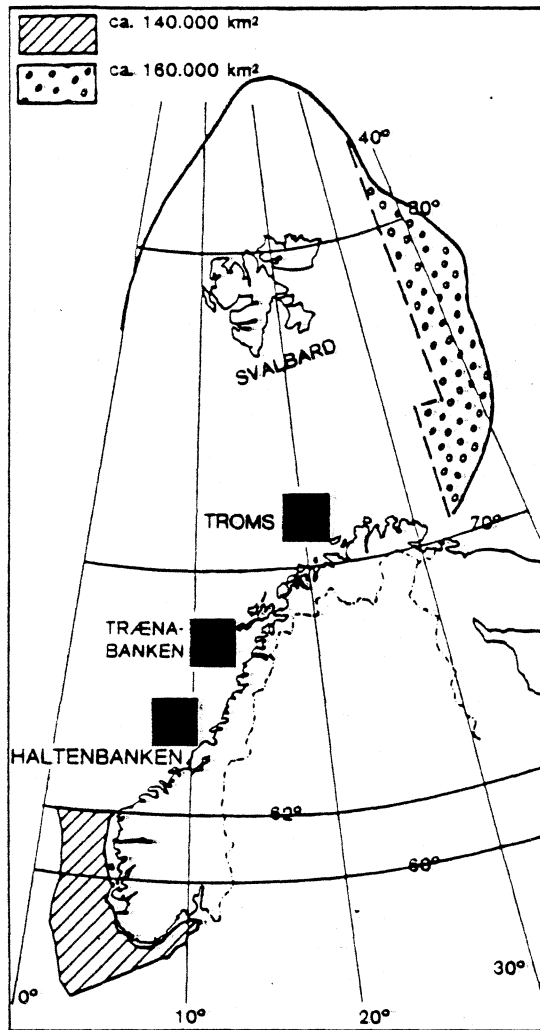 ca. 140.000 km²
ca. 160.000 km²
40°
80°
SVALBARD
TROMS
70°
TRÆNA-
BANKEN
HALTENBANKEN
62°
60°
30°
0°
10°
20°